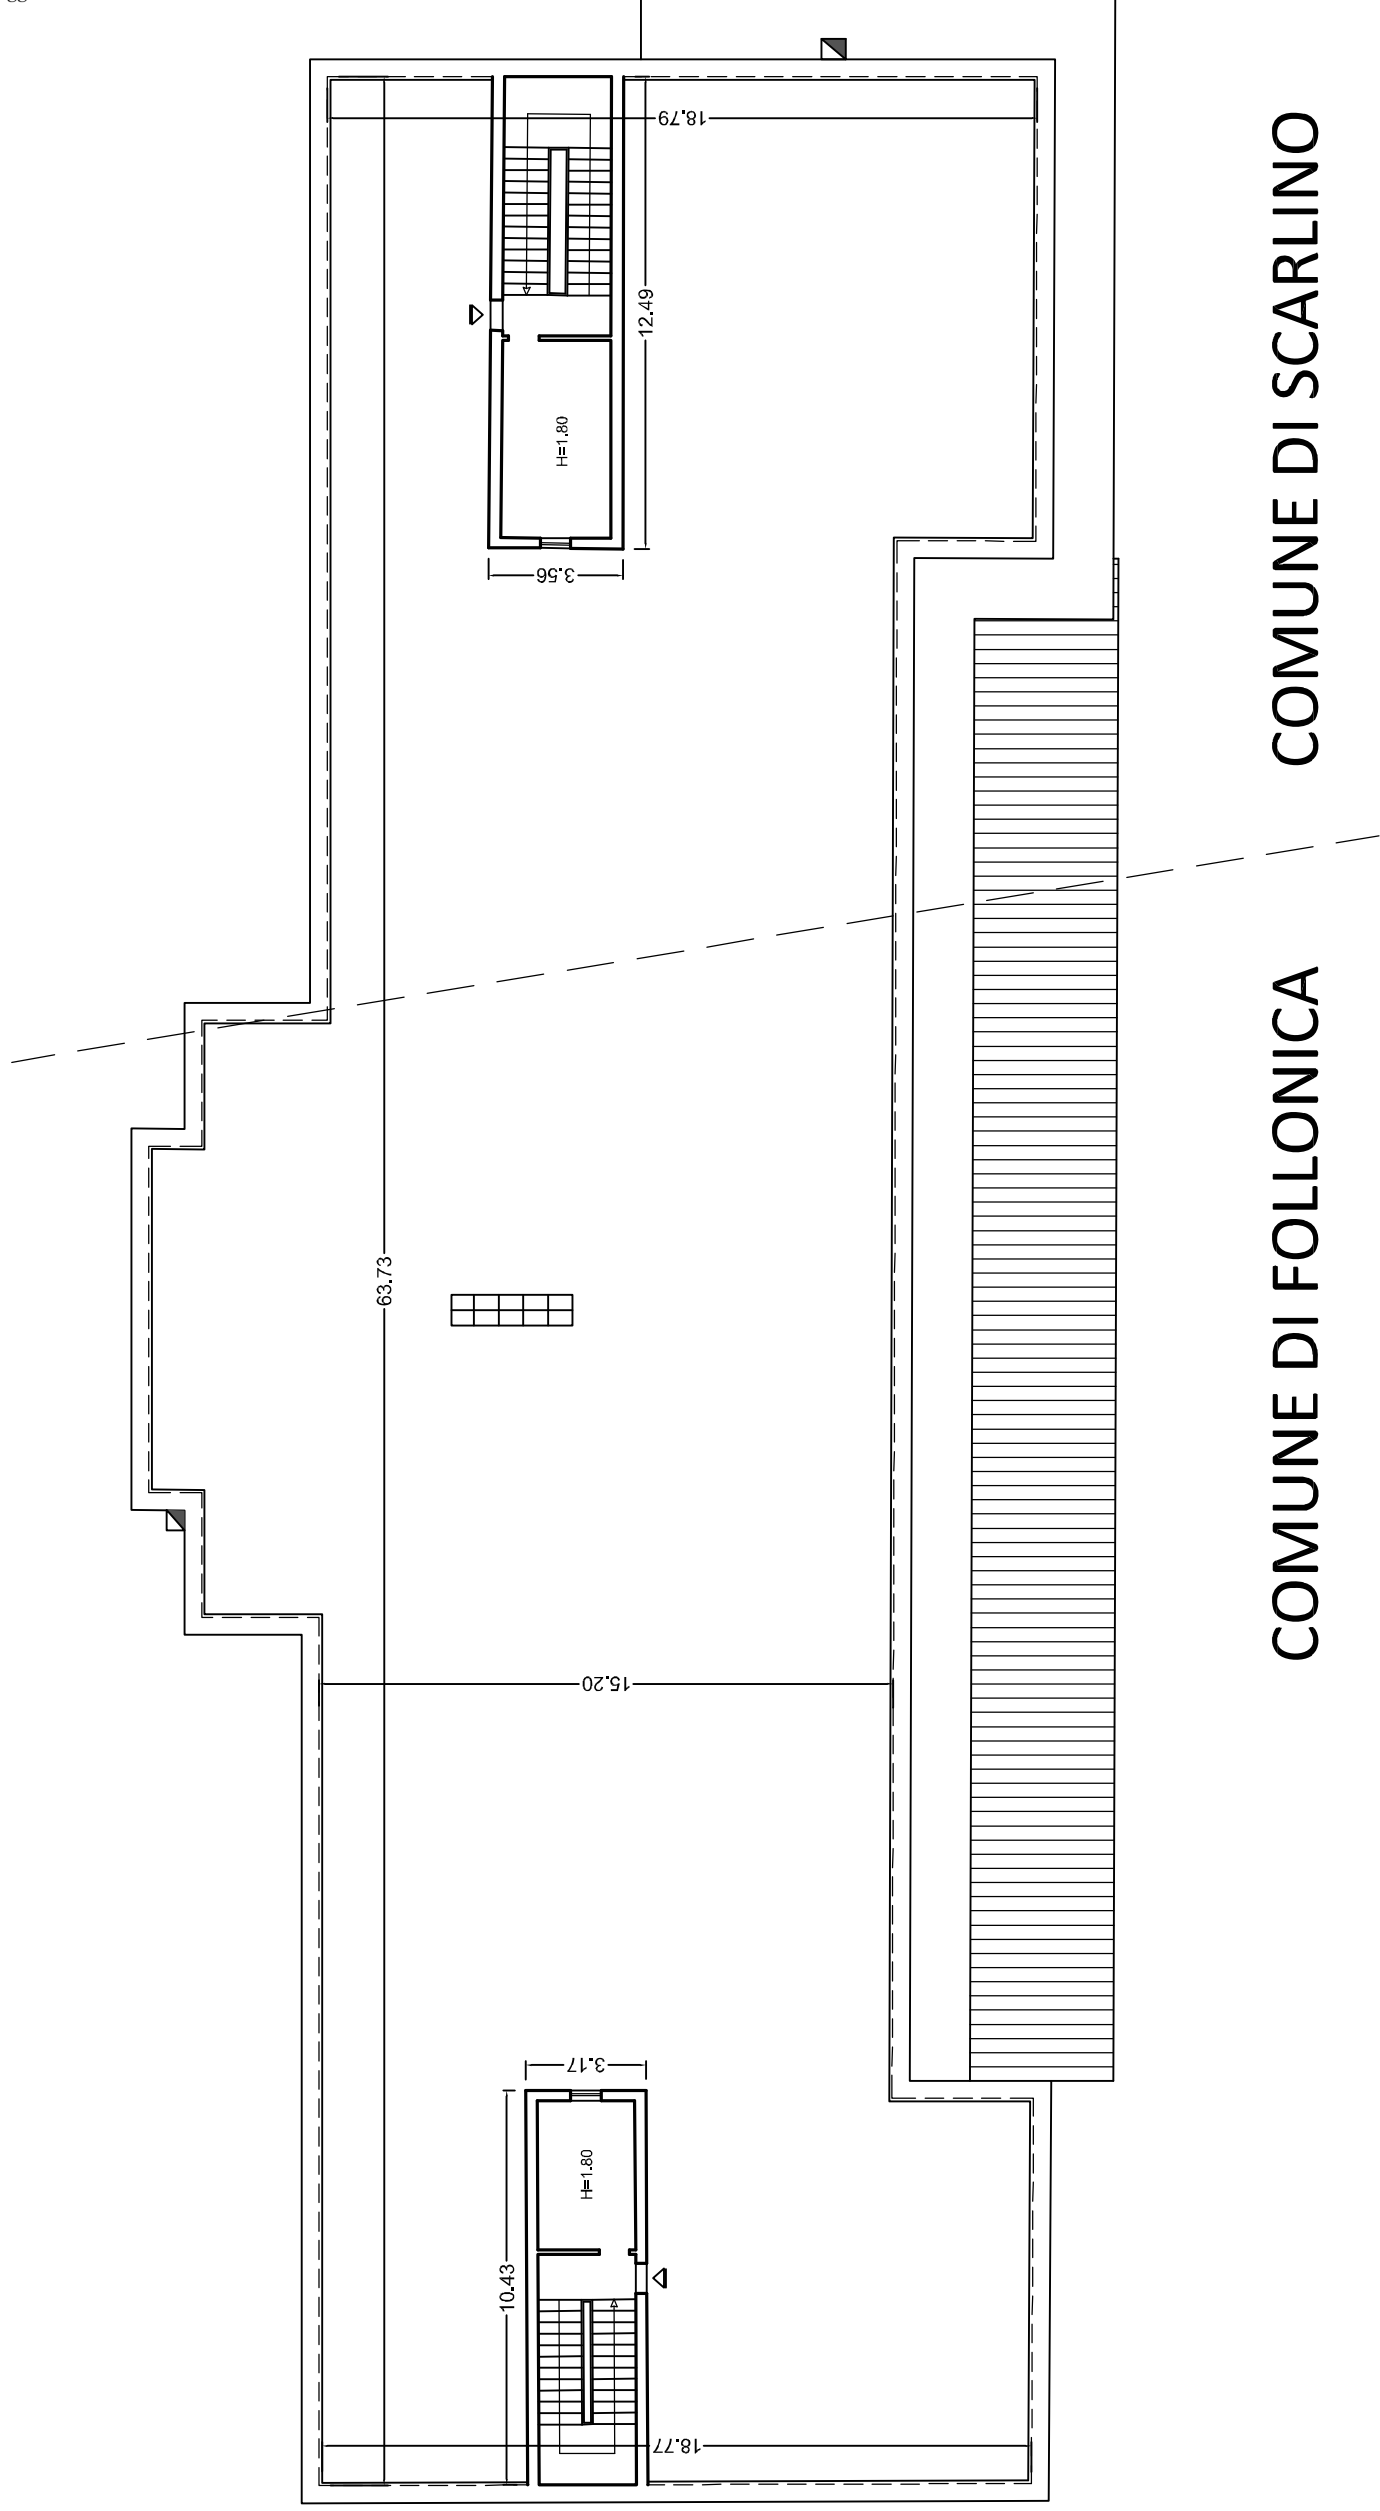 18.79
12.49
H=1.80
3.56
COMUNE DI SCARLINO
63.73
COMUNE DI FOLLONICA
15.20
3.17
H=1.80
10.43
18.77